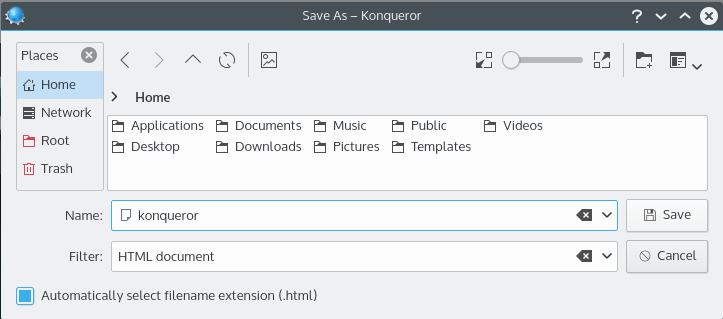 Save As – Konqueror
Places
Home
Network
Root
Trash
Home
Applications Documents Music Public Videos
Desktop Downloads Pictures Templates
Name: konqueror Save
Filter: HTML document Cancel
Automatically select filename extension (.html)